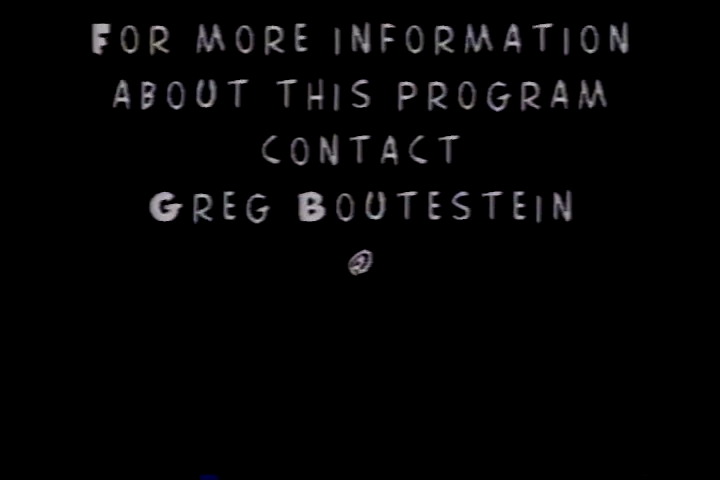 FOR MORE INFORMATION
ABOUT THIS PROGRAM
CONTACT
GREG BOUTESTEIN
@